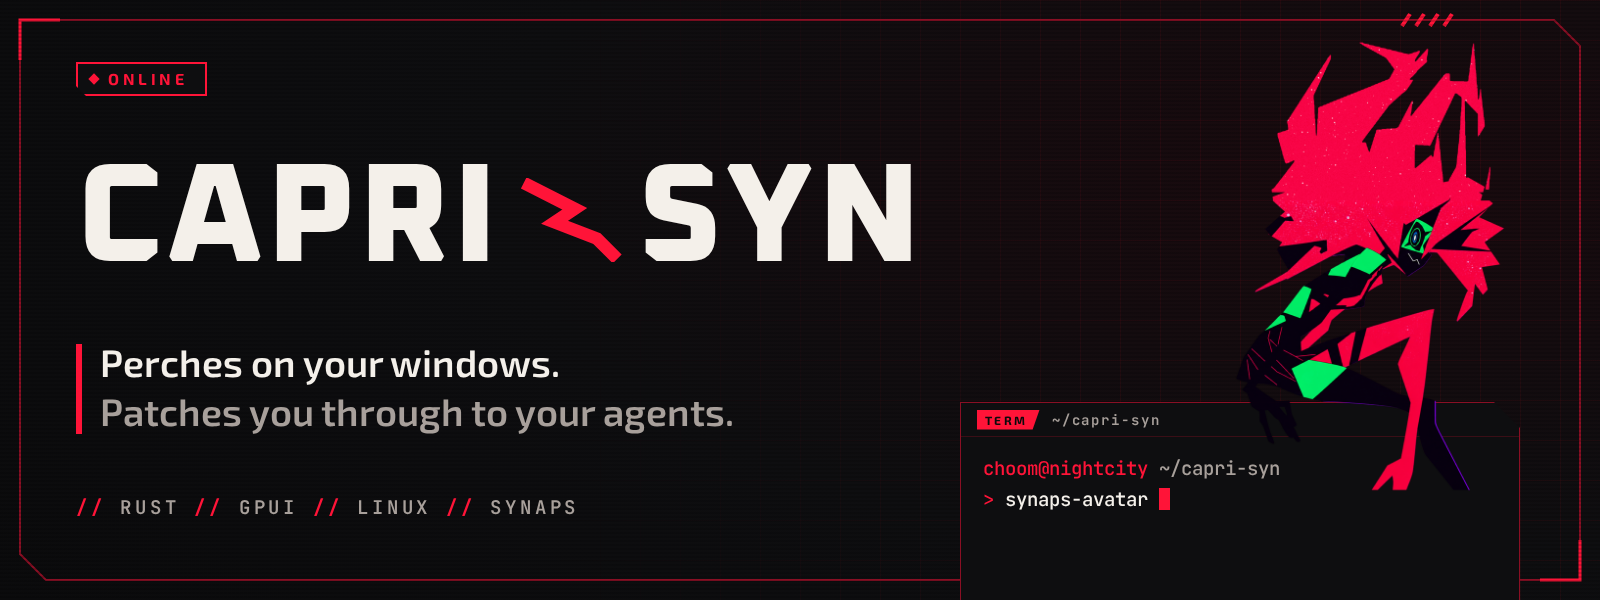 ◆ ONLINE
CAPRI SYN
Perches on your windows.
Patches you through to your agents.
// RUST // GPUI // LINUX // SYNAPS
TERM ~/capri-syn
choom@nightcity ~/capri-syn
> synaps-avatar